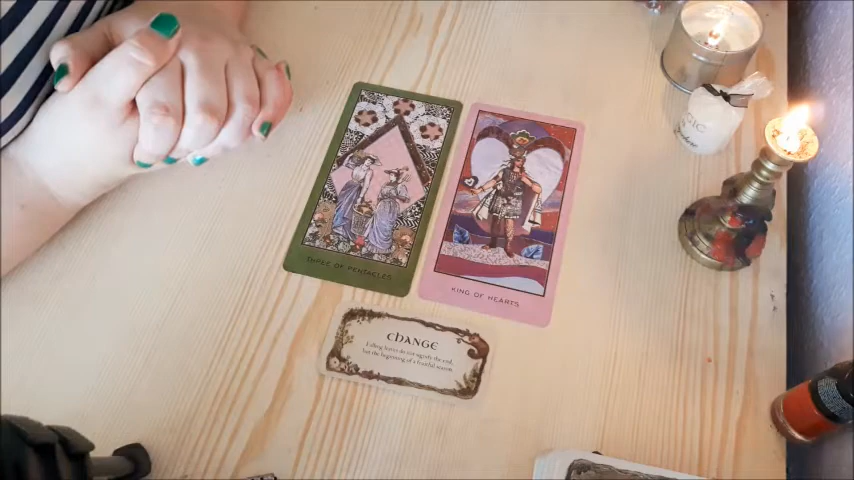 THREE OF PENTACLES
KING OF HEARTS
CHANGE
Falling leaves do not signify the end,
but the beginning of a fruitful season.
MAGIC